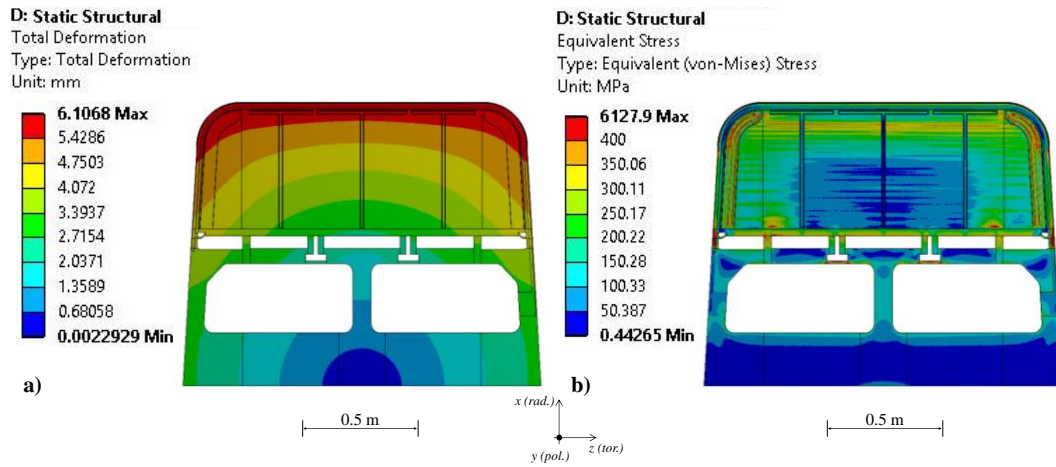 D: Static Structural
Total Deformation
Type: Total Deformation
Unit: mm
6.1068 Max
5.4286
4.7503
4.072
3.3937
2.7154
2.0371
1.3589
0.68058
0.0022929 Min
a)
0.5 m
D: Static Structural
Equivalent Stress
Type: Equivalent (von-Mises) Stress
Unit: MPa
6127.9 Max
400
350.06
300.11
250.17
200.22
150.28
100.33
50.387
0.44265 Min
b)
0.5 m
x (rad.)
z (tor.)
y (pol.)